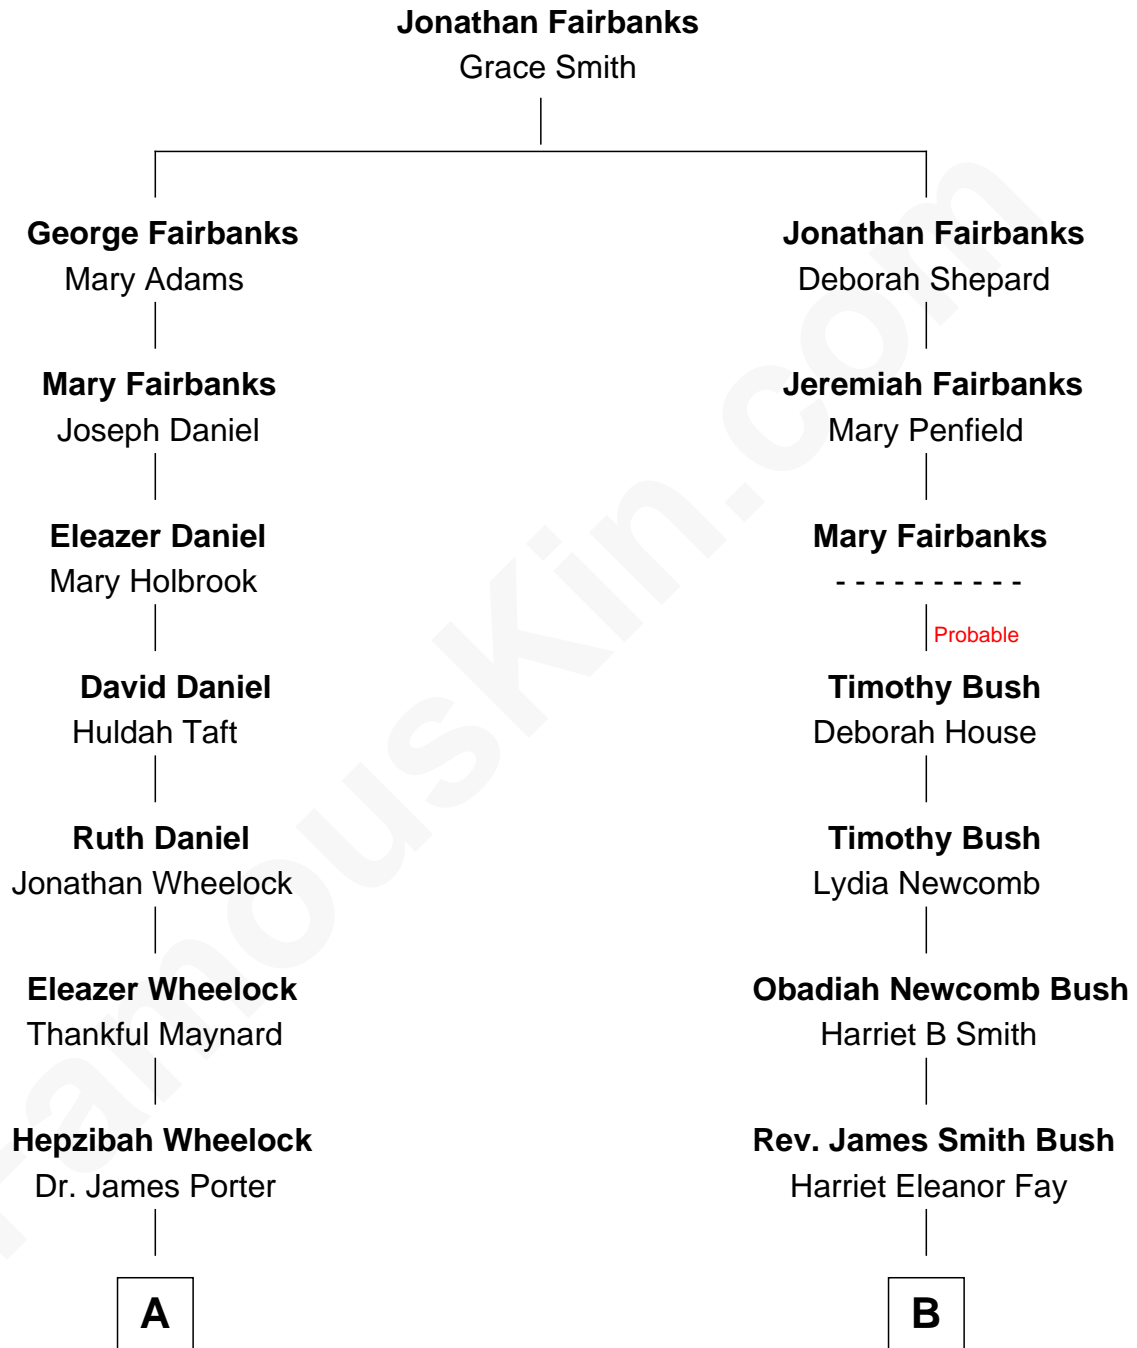 Jonathan Fairbanks
Grace Smith
George Fairbanks
Mary Adams
Mary Fairbanks
Joseph Daniel
Eleazer Daniel
Mary Holbrook
David Daniel
Huldah Taft
Ruth Daniel
Jonathan Wheelock
Eleazer Wheelock
Thankful Maynard
Hepzibah Wheelock
Dr. James Porter
A
Jonathan Fairbanks
Deborah Shepard
Jeremiah Fairbanks
Mary Penfield
Mary Fairbanks
- - - - - - - - - -
Probable
Timothy Bush
Deborah House
Timothy Bush
Lydia Newcomb
Obadiah Newcomb Bush
Harriet B Smith
Rev. James Smith Bush
Harriet Eleanor Fay
B
FamousKin.com